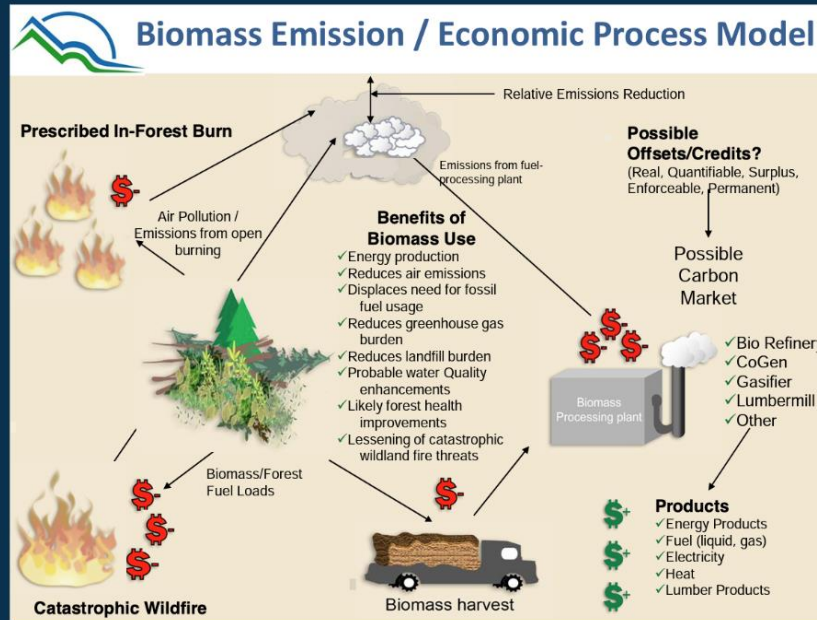 Biomass Emission / Economic Process Model
Relative Emissions Reduction
Prescribed In-Forest Burn
$-
Air Pollution /
Emissions from open
burning
Emissions from fuel-
processing plant
Possible
Offsets/Credits?
(Real, Quantifiable, Surplus,
Enforceable, Permanent)
Possible
Carbon
Market
Benefits of
Biomass Use
✓Energy production
✓Reduces air emissions
✓Displaces need for fossil
fuel usage
✓Reduces greenhouse gas
burden
✓Reduces landfill burden
✓Probable water Quality
enhancements
✓Likely forest health
improvements
✓Lessening of catastrophic
wildland fire threats
$-
$-
$-
Biomass
Processing plant
✓Bio Refinery
✓CoGen
✓Gasifier
✓Lumbermill
✓Other
Biomass/Forest
Fuel Loads
$-
$-
$-
Catastrophic Wildfire
$-
Biomass harvest
$+
$+
$+
Products
✓Energy Products
✓Fuel (liquid, gas)
✓Electricity
✓Heat
✓Lumber Products